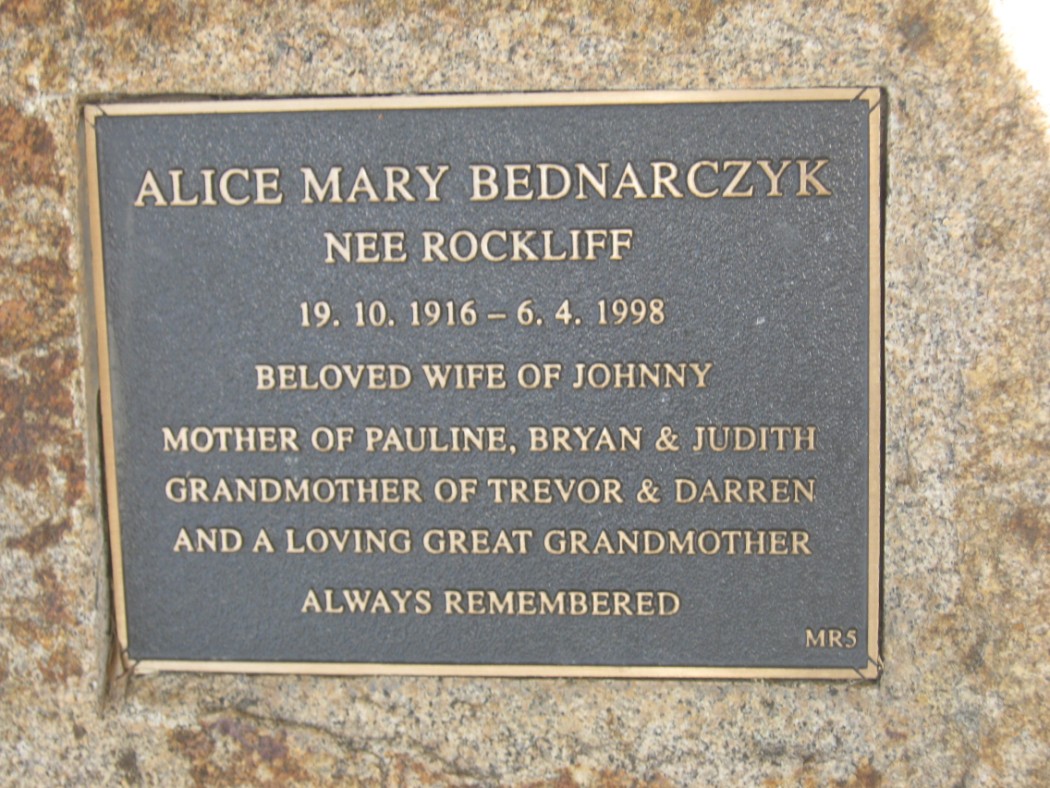 ALICE MARY BEDNARCZYK
NEE ROCKLIFF
19. 10. 1916 – 6. 4. 1998
BELOVED WIFE OF JOHNNY
MOTHER OF PAULINE, BRYAN & JUDITH
GRANDMOTHER OF TREVOR & DARREN
AND A LOVING GREAT GRANDMOTHER
ALWAYS REMEMBERED
MR5